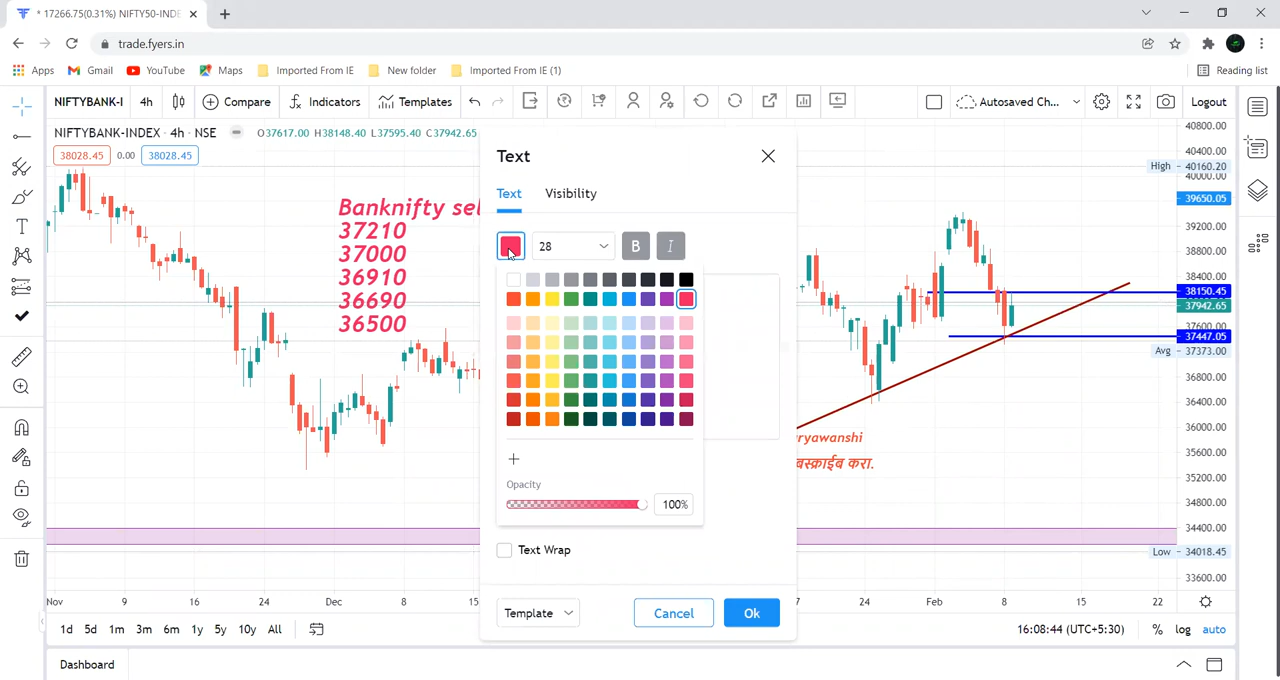 * 17266.75(0.31%) NIFTY50-INDE
trade.fyers.in
Apps Gmail YouTube Maps Imported From IE New folder Imported From IE (1) Reading list
NIFTYBANK-I 4h Compare Indicators Templates Autosaved Ch... Logout
NIFTYBANK-INDEX · 4h · NSE O37617.00 H38148.40 L37595.40 C37942.65
38028.45 0.00 38028.45
Text
Text Visibility
28 B I
Banknifty sel
37210
37000
36910
36690
36500
+
Opacity
100%
Text Wrap
Template Cancel Ok
ryawanshi
बस्क्राईब करा.
40800.00
40400.00
High 40160.20
40000.00
39650.05
39200.00
38800.00
38400.00
38150.45
37942.65
37600.00
37447.05
Avg 37373.00
36800.00
36400.00
36000.00
35600.00
35200.00
34800.00
34400.00
Low 34018.45
33600.00
Nov 9 16 24 Dec 8 7 24 Feb 8 15 22
1d 5d 1m 3m 6m 1y 5y 10y All 16:08:44 (UTC+5:30) % log auto
Dashboard